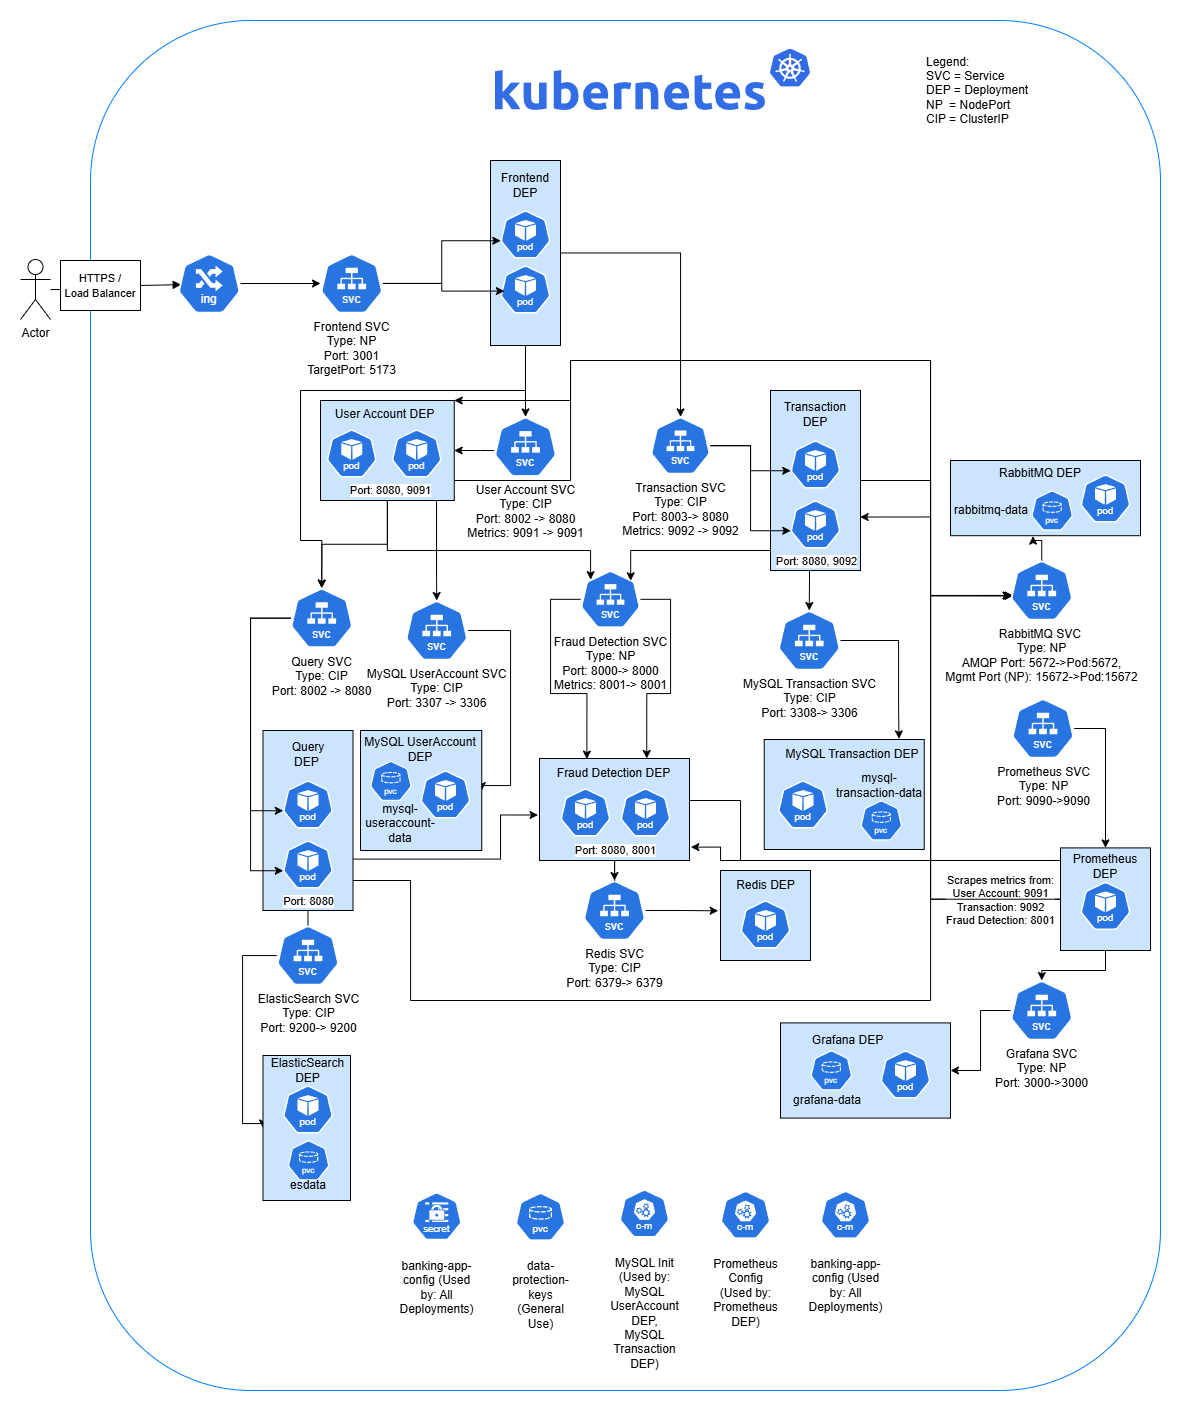 kubernetes
Legend:
SVC = Service
DEP = Deployment
NP  = NodePort
CIP = ClusterIP
Frontend
DEP
pod
pod
HTTPS /
Load Balancer
Actor
ing
svc
Frontend SVC
Type: NP
Port: 3001
TargetPort: 5173
User Account DEP
pod
pod
Port: 8080, 9091
svc
User Account SVC
Type: CIP
Port: 8002 -> 8080
Metrics: 9091 -> 9091
svc
Transaction SVC
Type: CIP
Port: 8003-> 8080
Metrics: 9092 -> 9092
Transaction
DEP
pod
pod
Port: 8080, 9092
RabbitMQ DEP
rabbitmq-data
pvc
pod
svc
RabbitMQ SVC
Type: NP
AMQP Port: 5672->Pod:5672,
Mgmt Port (NP): 15672->Pod:15672
svc
Query SVC
Type: CIP
Port: 8002 -> 8080
svc
MySQL UserAccount SVC
Type: CIP
Port: 3307 -> 3306
svc
Fraud Detection SVC
Type: NP
Port: 8000-> 8000
Metrics: 8001-> 8001
svc
MySQL Transaction SVC
Type: CIP
Port: 3308-> 3306
svc
Prometheus SVC
Type: NP
Port: 9090->9090
Query
DEP
pod
pod
Port: 8080
MySQL UserAccount
DEP
pvc
pod
mysql-
useraccount-
data
Fraud Detection DEP
pod
pod
Port: 8080, 8001
MySQL Transaction DEP
pod
mysql-
transaction-data
pvc
Prometheus
DEP
pod
Scrapes metrics from:
User Account: 9091
Transaction: 9092
Fraud Detection: 8001
svc
Redis SVC
Type: CIP
Port: 6379-> 6379
Redis DEP
pod
svc
ElasticSearch SVC
Type: CIP
Port: 9200-> 9200
ElasticSearch
DEP
pod
pvc
esdata
svc
Grafana SVC
Type: NP
Port: 3000->3000
Grafana DEP
pvc
grafana-data
pod
secret
banking-app-
config (Used
by: All
Deployments)
pvc
data-
protection-
keys
(General
Use)
c-m
MySQL Init
(Used by:
MySQL
UserAccount
DEP,
MySQL
Transaction
DEP)
c-m
Prometheus
Config
(Used by:
Prometheus
DEP)
c-m
banking-app-
config (Used
by: All
Deployments)